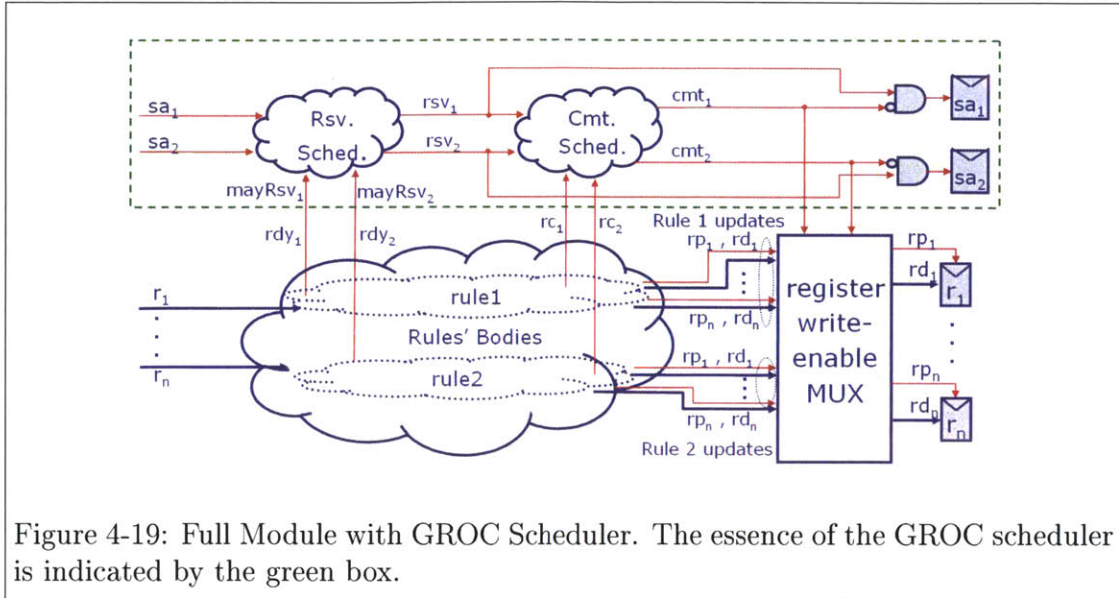 sa1
sa2
Rsv.
Sched.
rsv1
rsv2
Cmt.
Sched.
cmt1
cmt2
sa1
sa2
mayRsv1
mayRsv2
rdy1
rdy2
rc1
rc2
Rule 1 updates
rp1 , rd1
rpn , rdn
rp1 , rd1
rpn , rdn
Rule 2 updates
r1
rn
rule1
Rules' Bodies
rule2
register
write-
enable
MUX
rp1
rd1
r1
rpn
rdn
rn
Figure 4-19: Full Module with GROC Scheduler. The essence of the GROC scheduler
is indicated by the green box.